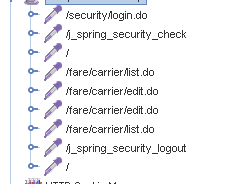 /security/login.do
/j_spring_security_check
/
/fare/carrier/list.do
/fare/carrier/edit.do
/fare/carrier/edit.do
/fare/carrier/list.do
/j_spring_security_logout
/